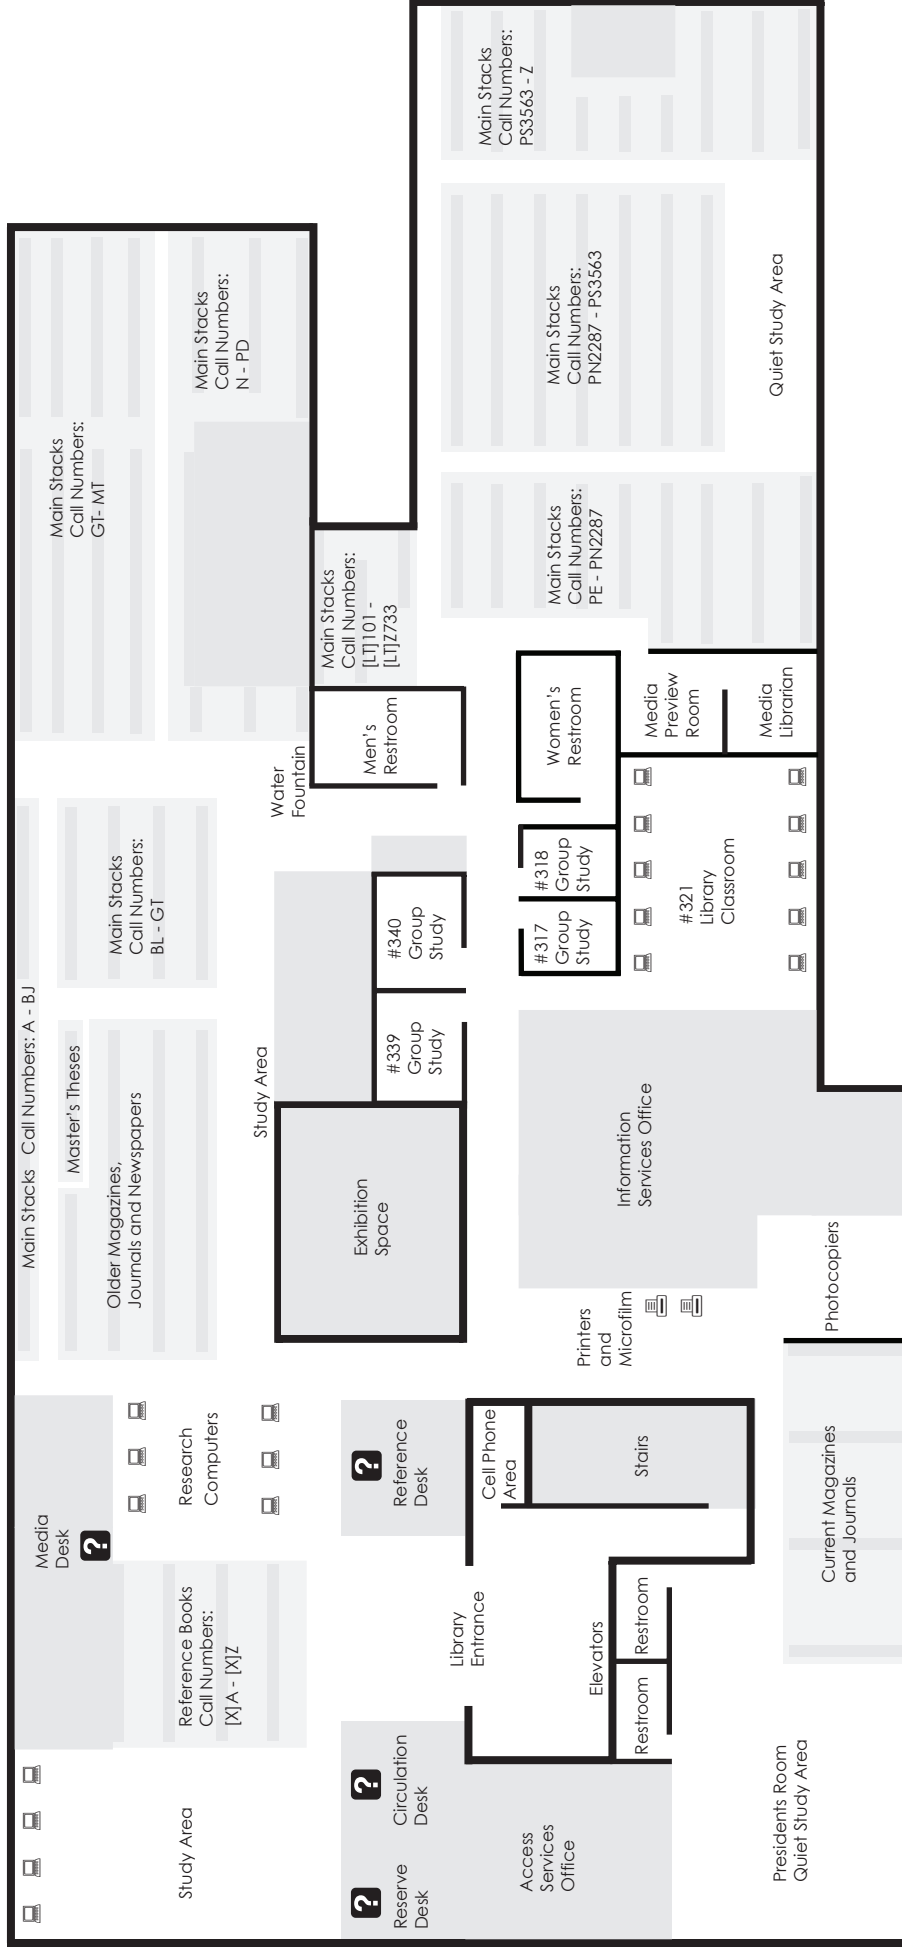 Study Area
Media
Desk
?
Reference Books
Call Numbers:
[X]A - [X]Z
Research
Computers
Main Stacks   Call Numbers: A - BJ
Master's Theses
Older Magazines,
Journals and Newspapers
Main Stacks
Call Numbers:
BL - GT
Main Stacks
Call Numbers:
GT- MT
Main Stacks
Call Numbers:
N - PD
Reserve
Desk
?
Circulation
Desk
?
Reference
Desk
?
Study Area
Exhibition
Space
#339
Group
Study
#340
Group
Study
Water
Fountain
Men's
Restroom
Main Stacks
Call Numbers:
[LT]101 -
[LT]Z733
Access
Services
Office
Library
Entrance
Elevators
Restroom
Restroom
Cell Phone
Area
Stairs
Printers
and
Microfilm
Information
Services Office
#317
Group
Study
#318
Group
Study
Women's
Restroom
Main Stacks
Call Numbers:
PE - PN2287
Main Stacks
Call Numbers:
PN2287 - PS3563
Main Stacks
Call Numbers:
PS3563 - Z
#321
Library
Classroom
Media
Preview
Room
Media
Librarian
Quiet Study Area
Presidents Room
Quiet Study Area
Current Magazines
and Journals
Photocopiers